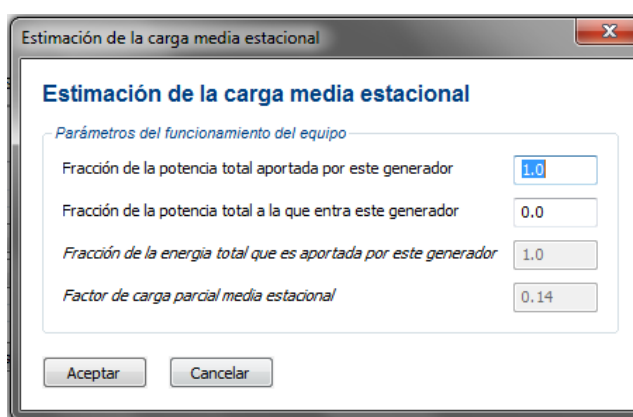 Estimación de la carga media estacional
Estimación de la carga media estacional
Parámetros del funcionamiento del equipo
Fracción de la potencia total aportada por este generador 1.0
Fracción de la potencia total a la que entra este generador 0.0
Fracción de la energia total que es aportada por este generador 1.0
Factor de carga parcial media estacional 0.14
Aceptar Cancelar